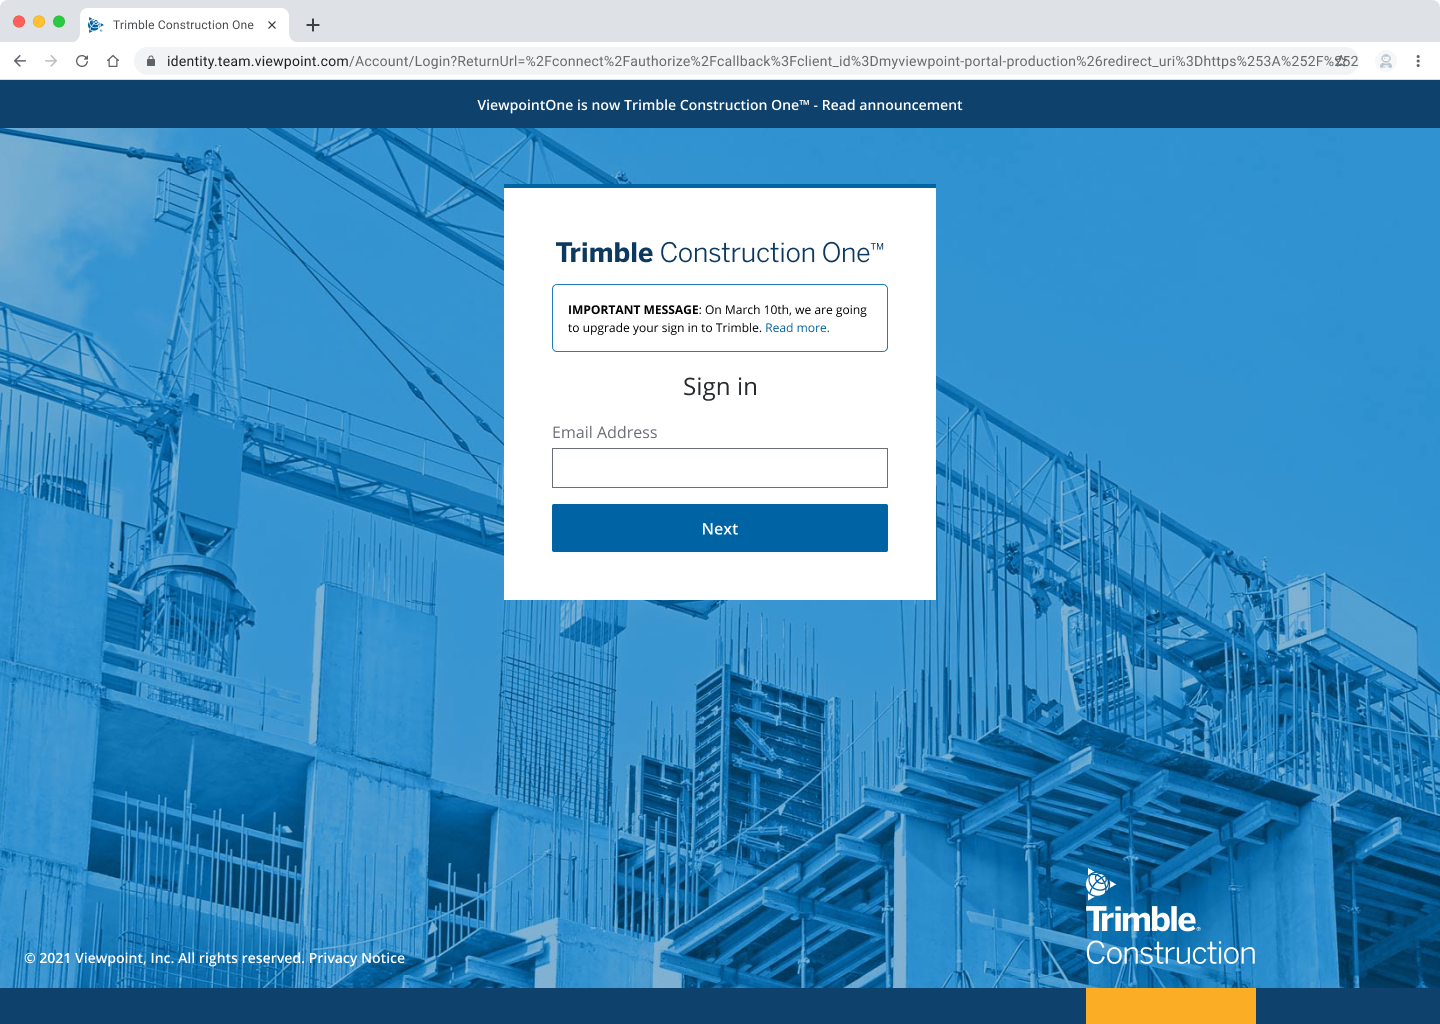 Trimble Construction One
identity.team.viewpoint.com/Account/Login?ReturnUrl=%2Fconnect%2Fauthorize%2Fcallback%3Fclient_id%3Dmyviewpoint-portal-production%26redirect_uri%3Dhttps%253A%252F%252
ViewpointOne is now Trimble Construction One™ - Read announcement
Trimble Construction One™
IMPORTANT MESSAGE: On March 10th, we are going
to upgrade your sign in to Trimble. Read more.
Sign in
Email Address
Next
Trimble
Construction
© 2021 Viewpoint, Inc. All rights reserved. Privacy Notice